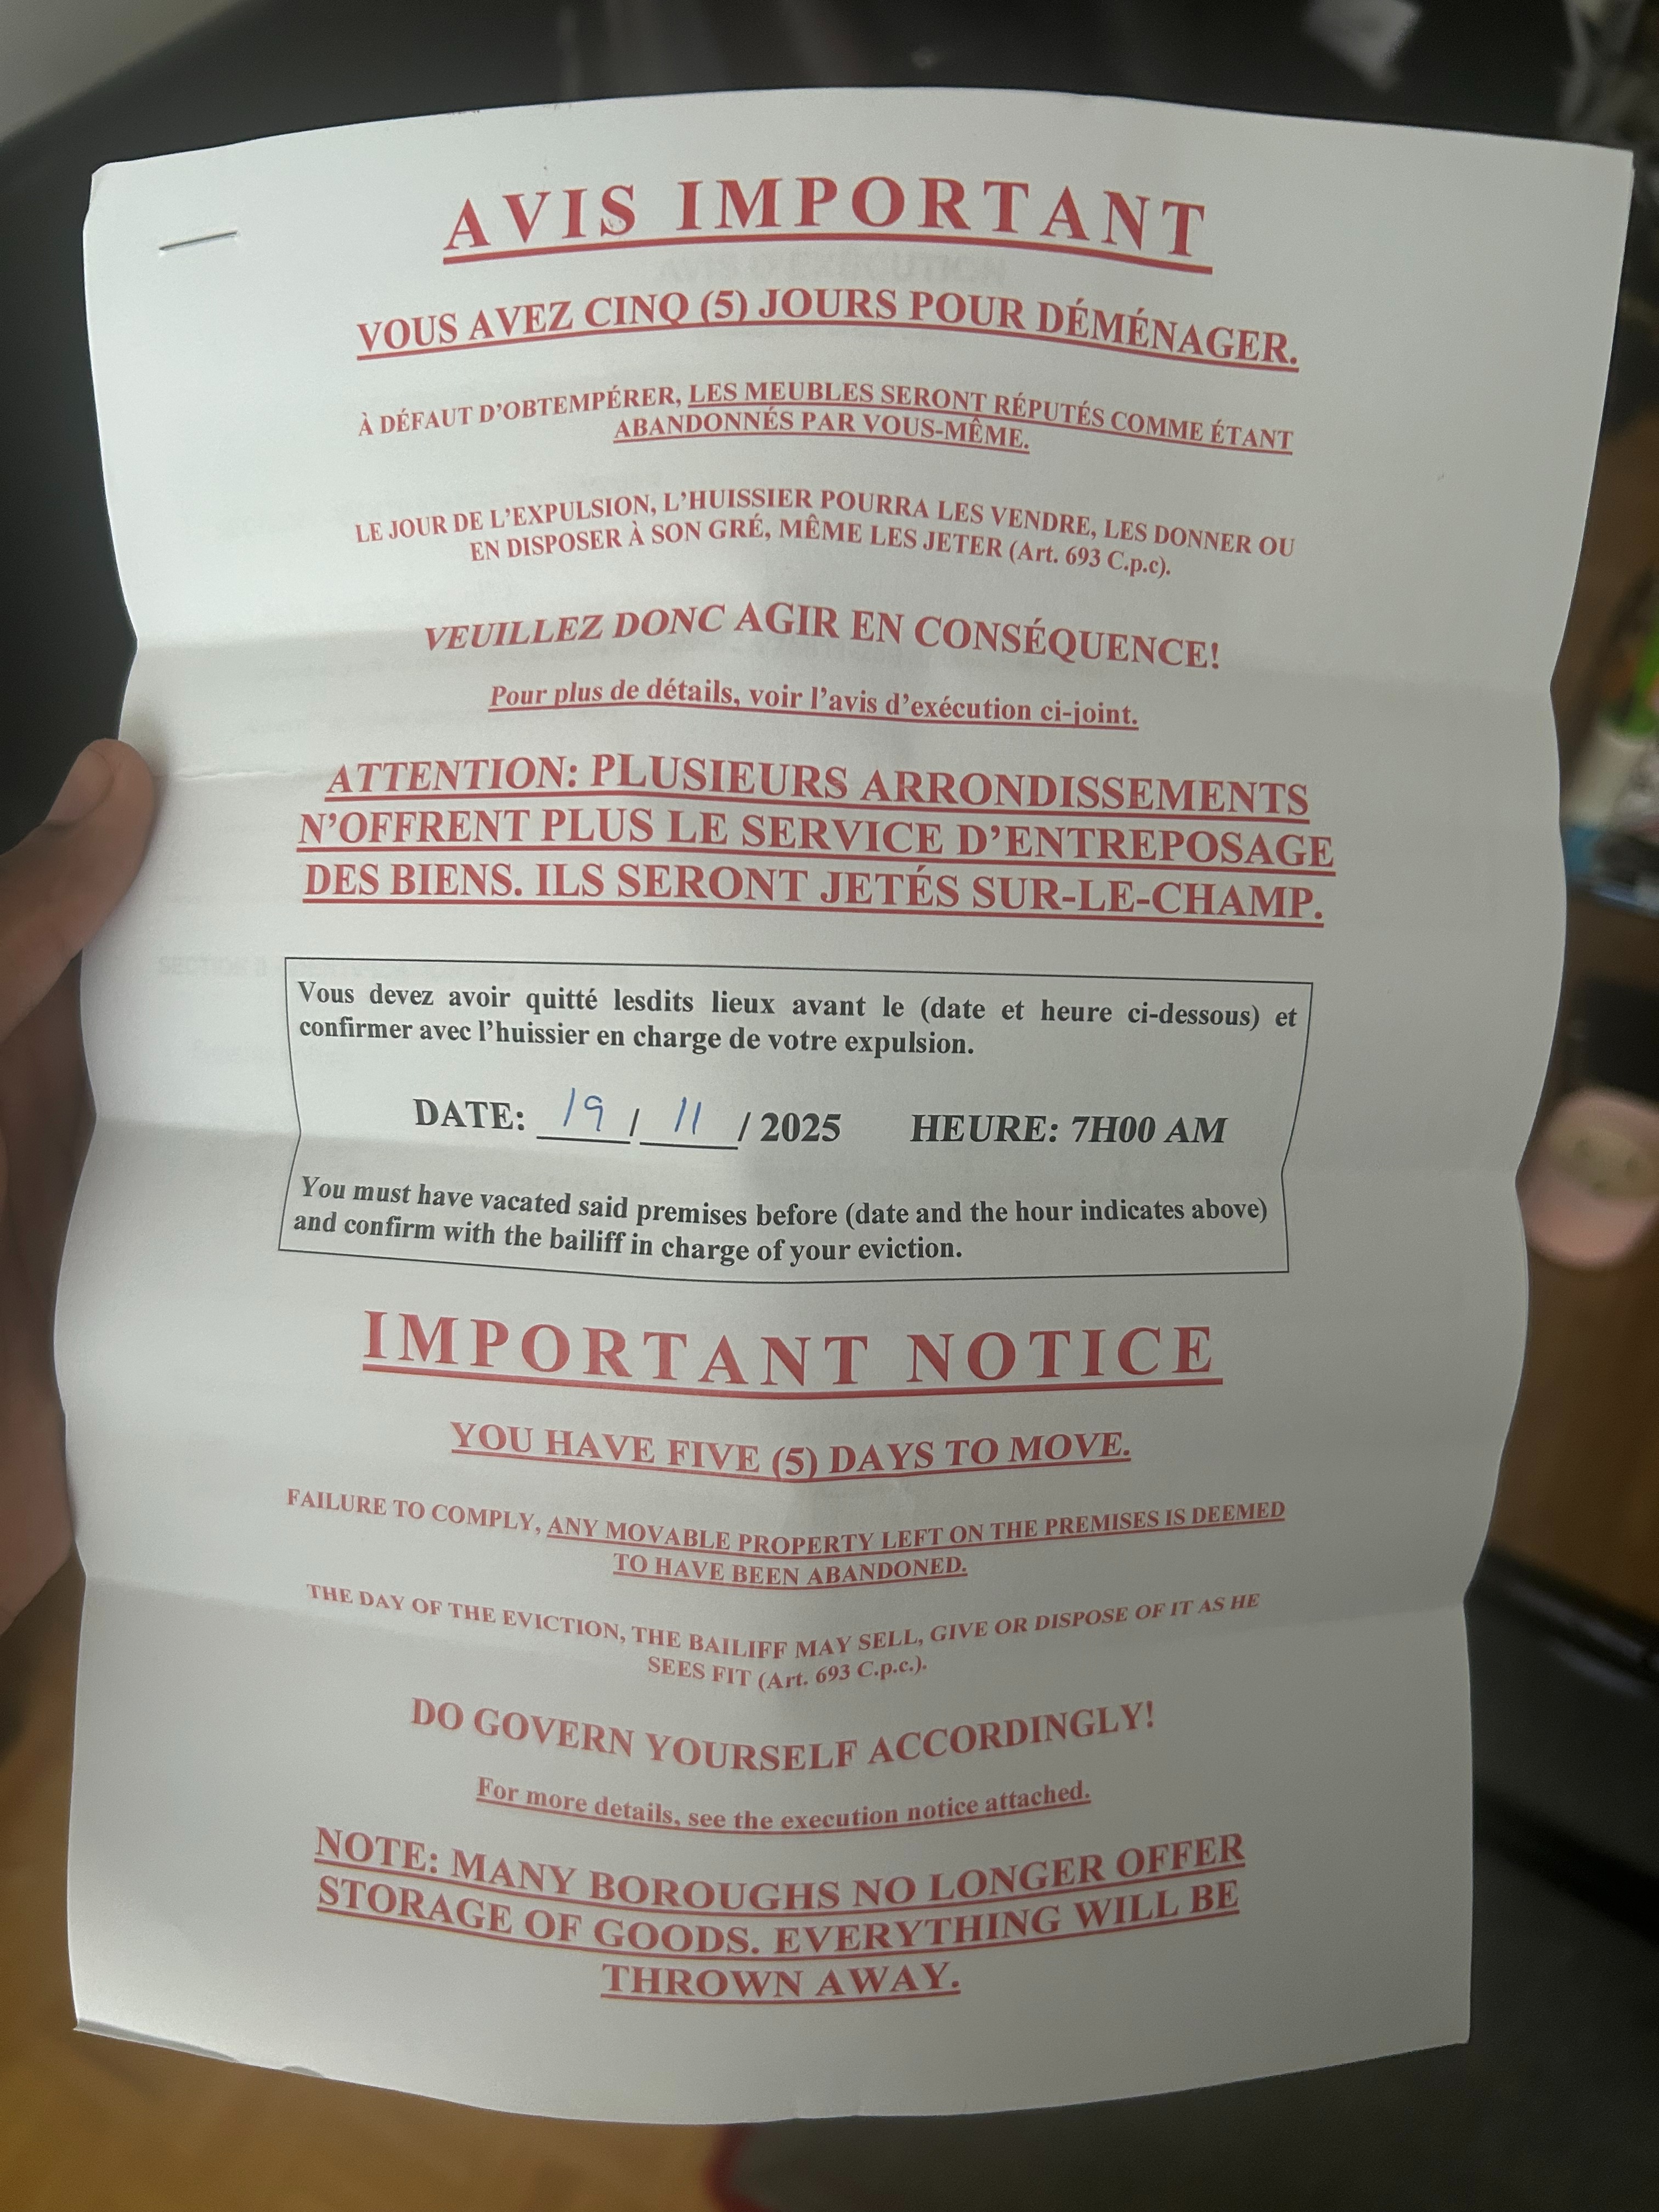 AVIS IMPORTANT
VOUS AVEZ CINQ (5) JOURS POUR DÉMÉNAGER.
À DÉFAUT D'OBTEMPÉRER, LES MEUBLES SERONT RÉPUTÉS COMME ÉTANT
ABANDONNÉS PAR VOUS-MÊME.
LE JOUR DE L'EXPULSION, L'HUISSIER POURRA LES VENDRE, LES DONNER OU
EN DISPOSER À SON GRÉ, MÊME LES JETER (Art. 693 C.p.c).
VEUILLEZ DONC AGIR EN CONSÉQUENCE!
Pour plus de détails, voir l'avis d'exécution ci-joint.
ATTENTION: PLUSIEURS ARRONDISSEMENTS
N'OFFRENT PLUS LE SERVICE D'ENTREPOSAGE
DES BIENS. ILS SERONT JETÉS SUR-LE-CHAMP.
Vous devez avoir quitté lesdits lieux avant le (date et heure ci-dessous) et
confirmer avec l'huissier en charge de votre expulsion.
DATE: 19 / 11 / 2025 HEURE: 7H00 AM
You must have vacated said premises before (date and the hour indicates above)
and confirm with the bailiff in charge of your eviction.
IMPORTANT NOTICE
YOU HAVE FIVE (5) DAYS TO MOVE.
FAILURE TO COMPLY, ANY MOVABLE PROPERTY LEFT ON THE PREMISES IS DEEMED
TO HAVE BEEN ABANDONED.
THE DAY OF THE EVICTION, THE BAILIFF MAY SELL, GIVE OR DISPOSE OF IT AS HE
SEES FIT (Art. 693 C.p.c.).
DO GOVERN YOURSELF ACCORDINGLY!
For more details, see the execution notice attached.
NOTE: MANY BOROUGHS NO LONGER OFFER
STORAGE OF GOODS. EVERYTHING WILL BE
THROWN AWAY.